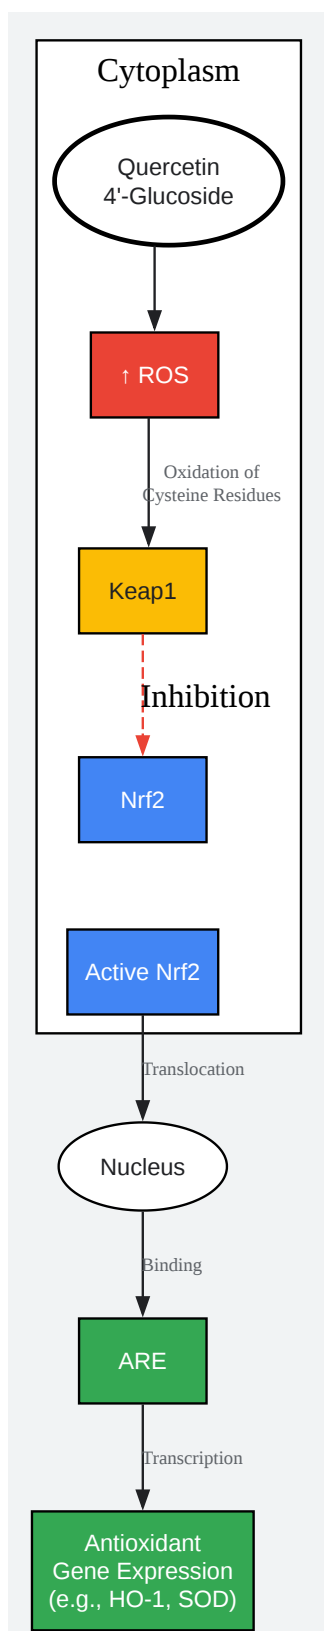 Cytoplasm
Quercetin
4'-Glucoside
↑ ROS
Oxidation of
Cysteine Residues
Keap1
Inhibition
Nrf2
Active Nrf2
Translocation
Nucleus
Binding
ARE
Transcription
Antioxidant
Gene Expression
(e.g., HO-1, SOD)